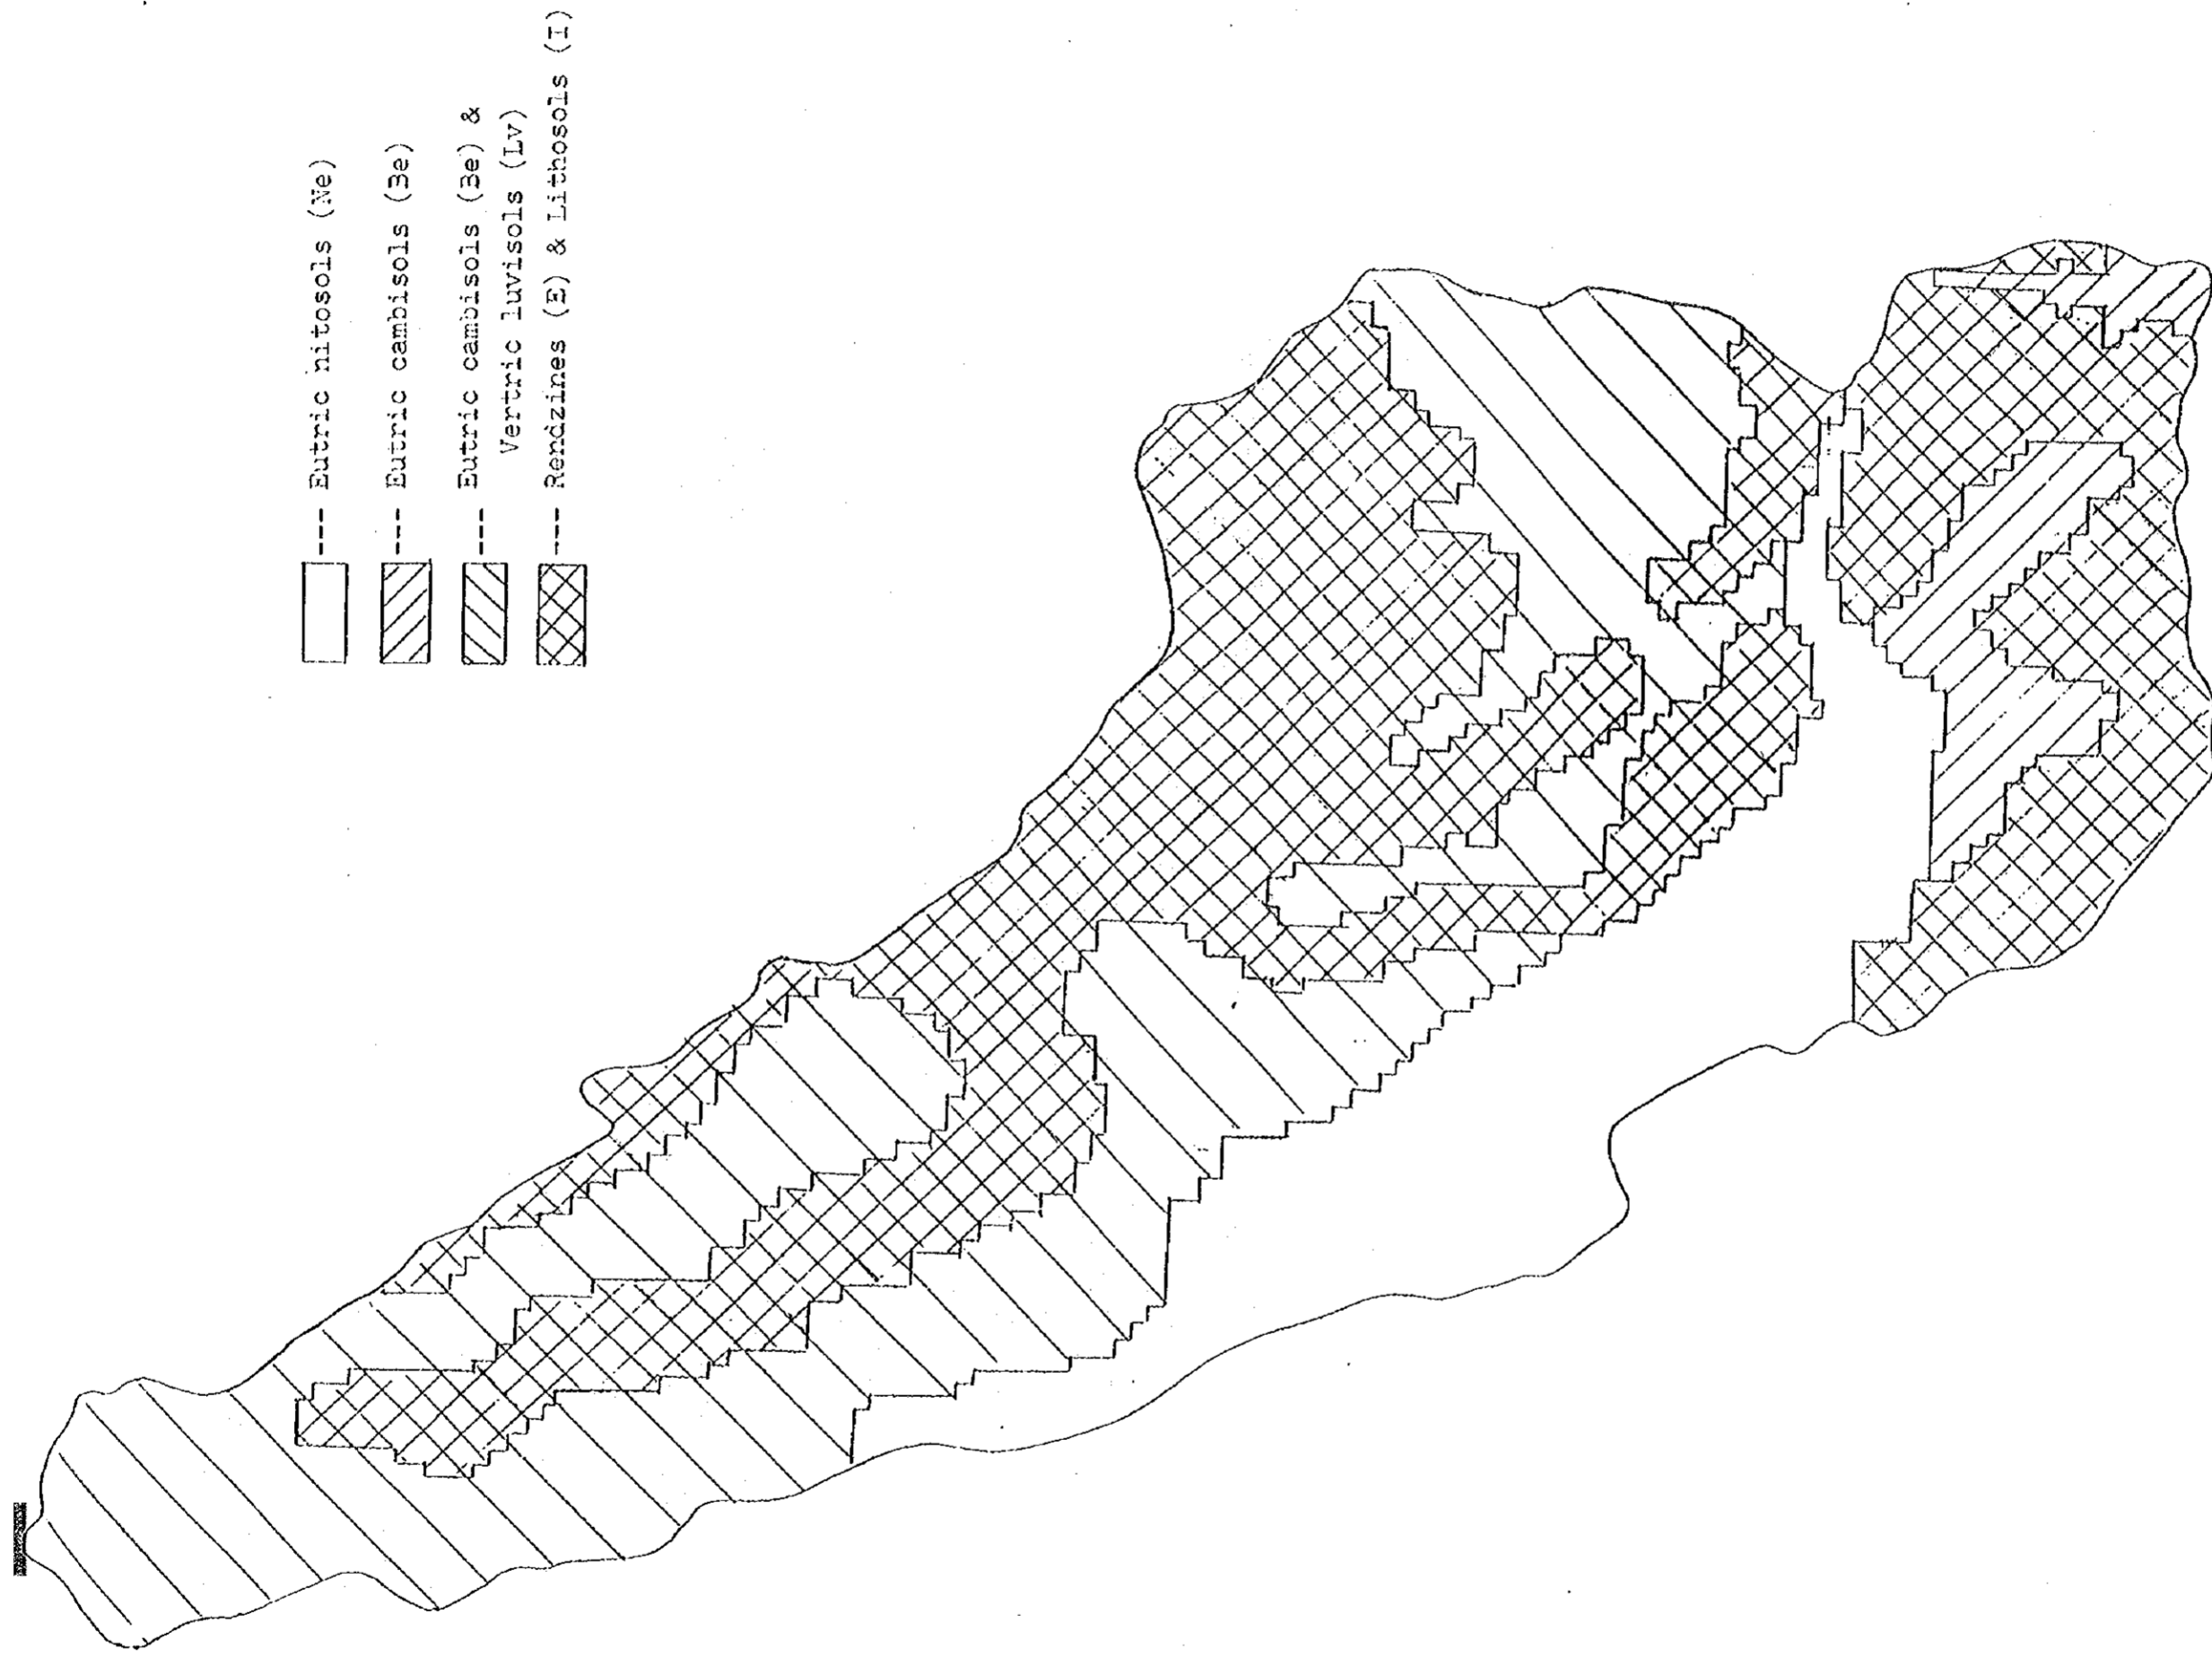 --- Eutric nitosols (Ne)
--- Eutric cambisols (Be)
--- Eutric cambisols (Be) &
Vertric luvisols (Lv)
--- Rendzines (E) & Lithosols (I)